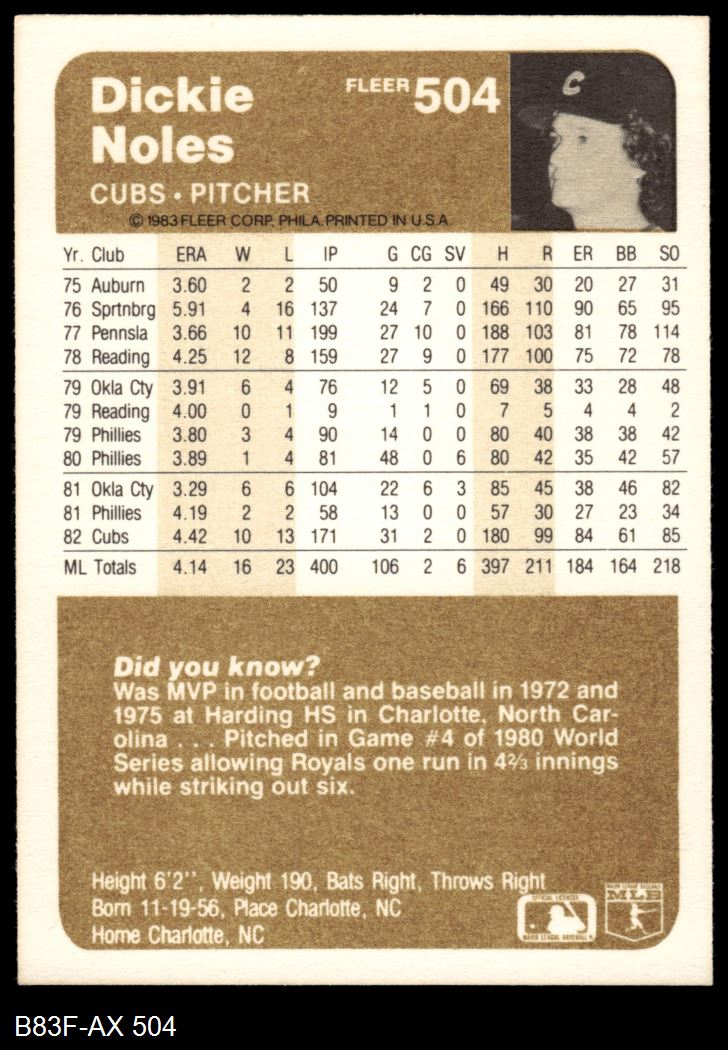 Dickie
Noles
FLEER 504
CUBS • PITCHER
© 1983 FLEER CORP., PHILA. PRINTED IN U.S.A.
Yr. Club ERA W L IP G CG SV H R ER BB SO
75 Auburn 3.60 2 2 50 9 2 0 49 30 20 27 31
76 Sprtnbrg 5.91 4 16 137 24 7 0 166 110 90 65 95
77 Pennsla 3.66 10 11 199 27 10 0 188 103 81 78 114
78 Reading 4.25 12 8 159 27 9 0 177 100 75 72 78
79 Okla Cty 3.91 6 4 76 12 5 0 69 38 33 28 48
79 Reading 4.00 0 1 9 1 1 0 7 5 4 4 2
79 Phillies 3.80 3 4 90 14 0 0 80 40 38 38 42
80 Phillies 3.89 1 4 81 48 0 6 80 42 35 42 57
81 Okla Cty 3.29 6 6 104 22 6 3 85 45 38 46 82
81 Phillies 4.19 2 2 58 13 0 0 57 30 27 23 34
82 Cubs 4.42 10 13 171 31 2 0 180 99 84 61 85
ML Totals 4.14 16 23 400 106 2 6 397 211 184 164 218
Did you know?
Was MVP in football and baseball in 1972 and
1975 at Harding HS in Charlotte, North Car-
olina . . . Pitched in Game #4 of 1980 World
Series allowing Royals one run in 4⅔ innings
while striking out six.
Height 6'2'', Weight 190, Bats Right, Throws Right
Born 11-19-56, Place Charlotte, NC
Home Charlotte, NC
OFFICIAL LICENSEE
MAJOR LEAGUE BASEBALL
MAJOR LEAGUE BASEBALL
MLB
C
B83F-AX 504